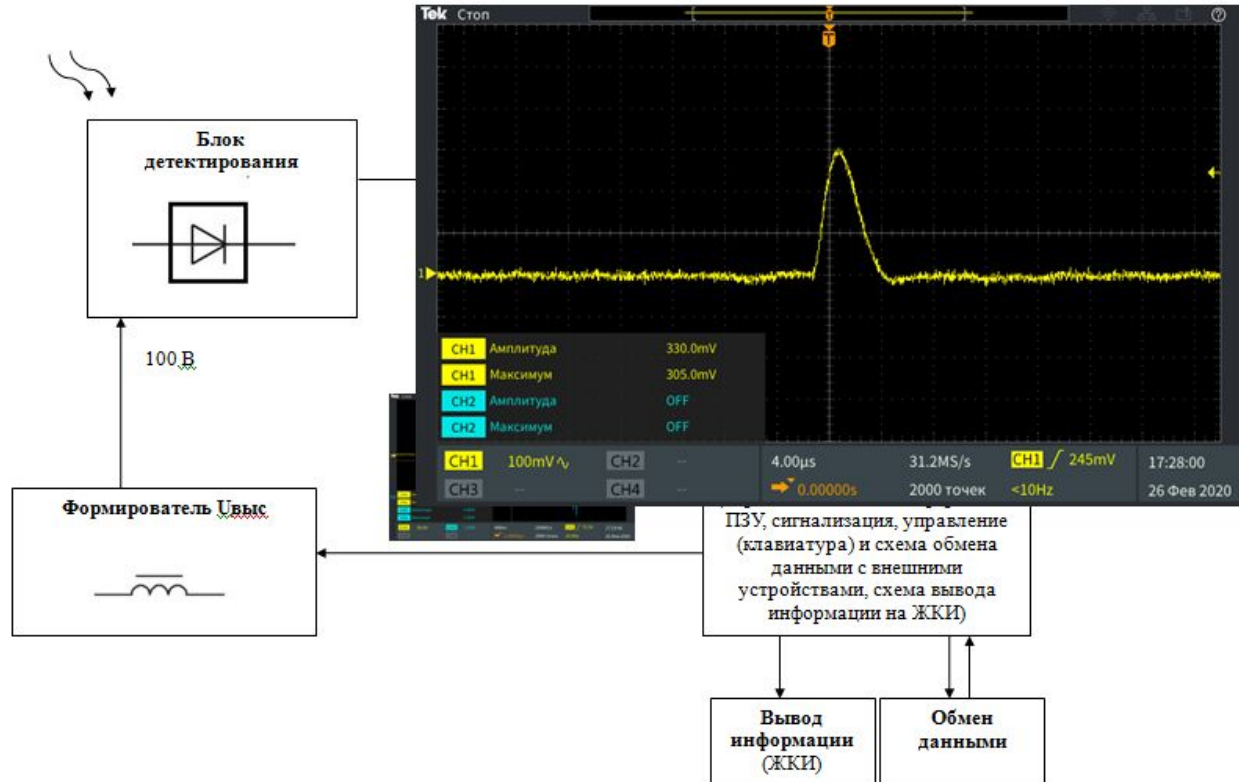 Tek Стоп
T
T
?
Блок
детектирования
1
100 В
CH1 Амплитуда 330.0mV
CH1 Максимум 305.0mV
CH2 Амплитуда OFF
CH2 Максимум OFF
CH1 100mV CH2 -- 4.00µs 31.2MS/s CH1 245mV 17:28:00
CH3 -- CH4 -- 0.00000s 2000 точек <10Hz 26 Фев 2020
Формирователь Uвыс
ПЗУ, сигнализация, управление
(клавиатура) и схема обмена
данными с внешними
устройствами, схема вывода
информации на ЖКИ)
Вывод
информации
(ЖКИ)
Обмен
данными